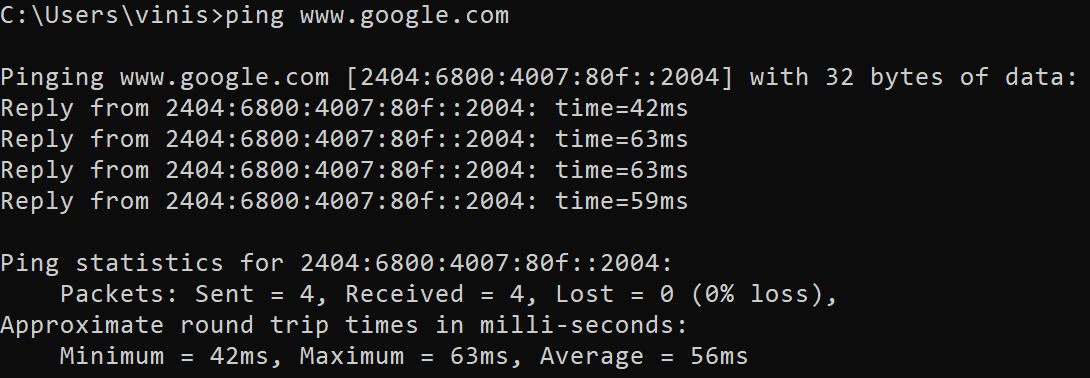 C:\Users\vinis>ping www.google.com
Pinging www.google.com [2404:6800:4007:80f::2004] with 32 bytes of data:
Reply from 2404:6800:4007:80f::2004: time=42ms
Reply from 2404:6800:4007:80f::2004: time=63ms
Reply from 2404:6800:4007:80f::2004: time=63ms
Reply from 2404:6800:4007:80f::2004: time=59ms
Ping statistics for 2404:6800:4007:80f::2004:
    Packets: Sent = 4, Received = 4, Lost = 0 (0% loss),
Approximate round trip times in milli-seconds:
    Minimum = 42ms, Maximum = 63ms, Average = 56ms